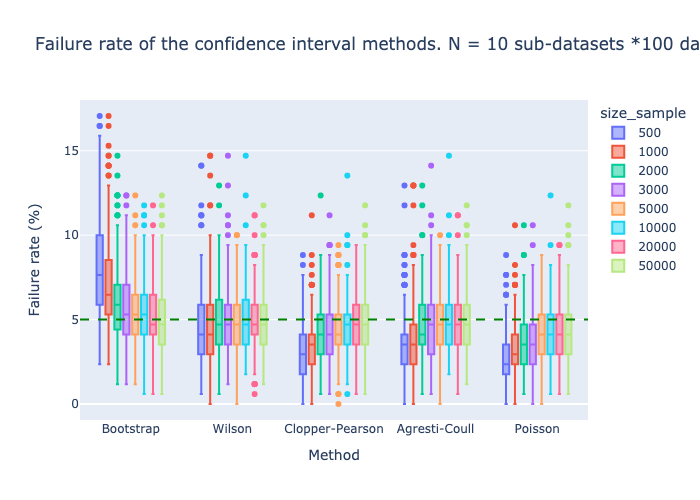 Failure rate of the confidence interval methods. N = 10 sub-datasets *100 da
size_sample
500
1000
2000
3000
5000
10000
20000
50000
Failure rate (%)
15
10
5
0
Bootstrap
Wilson
Clopper-Pearson
Agresti-Coull
Poisson
Method